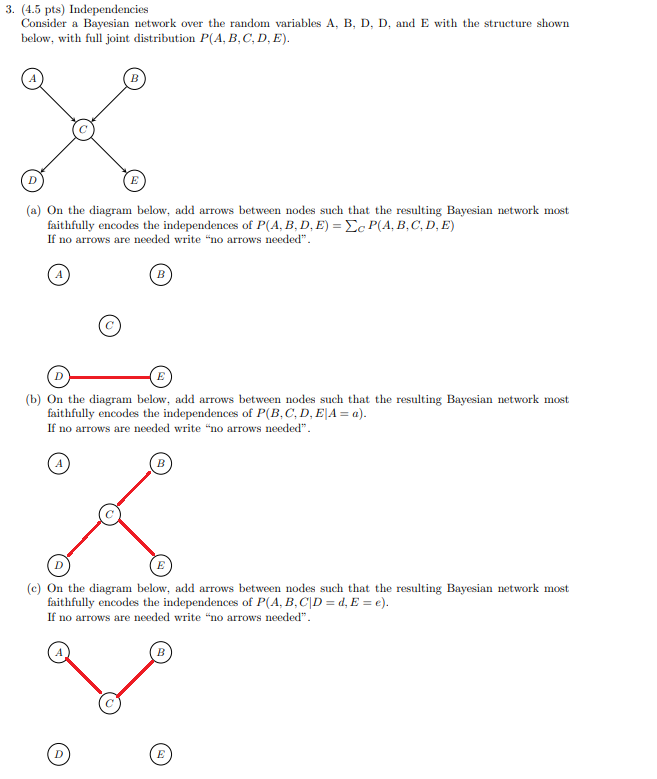 3. (4.5 pts) Independencies
Consider a Bayesian network over the random variables A, B, D, D, and E with the structure shown
below, with full joint distribution P(A, B, C, D, E).
A B
C
D E
(a) On the diagram below, add arrows between nodes such that the resulting Bayesian network most
faithfully encodes the independences of P(A, B, D, E) = ∑_C P(A, B, C, D, E)
If no arrows are needed write “no arrows needed”.
A B
C
D E
(b) On the diagram below, add arrows between nodes such that the resulting Bayesian network most
faithfully encodes the independences of P(B, C, D, E|A = a).
If no arrows are needed write “no arrows needed”.
A B
C
D E
(c) On the diagram below, add arrows between nodes such that the resulting Bayesian network most
faithfully encodes the independences of P(A, B, C|D = d, E = e).
If no arrows are needed write “no arrows needed”.
A B
C
D E